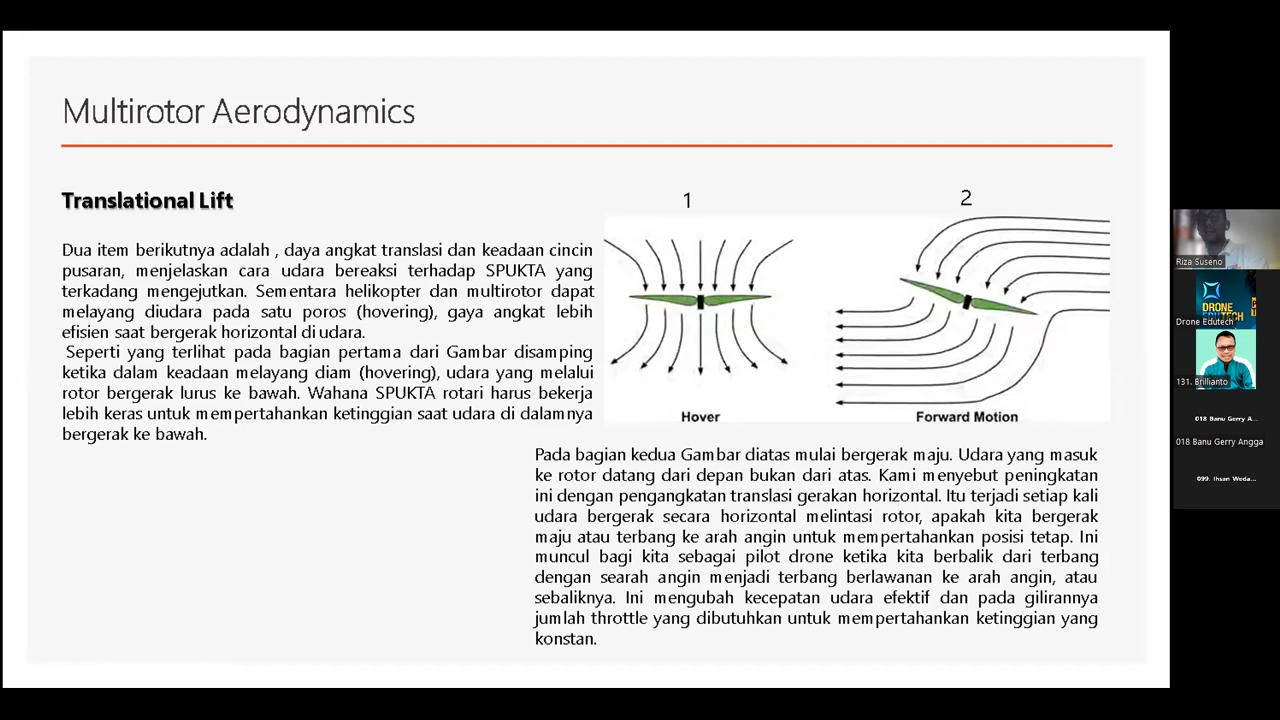 Multirotor Aerodynamics
Translational Lift
Dua item berikutnya adalah , daya angkat translasi dan keadaan cincin
pusaran, menjelaskan cara udara bereaksi terhadap SPUKTA yang
terkadang mengejutkan. Sementara helikopter dan multirotor dapat
melayang diudara pada satu poros (hovering), gaya angkat lebih
efisien saat bergerak horizontal di udara.
Seperti yang terlihat pada bagian pertama dari Gambar disamping
ketika dalam keadaan melayang diam (hovering), udara yang melalui
rotor bergerak lurus ke bawah. Wahana SPUKTA rotari harus bekerja
lebih keras untuk mempertahankan ketinggian saat udara di dalamnya
bergerak ke bawah.
1
2
Hover
Forward Motion
Pada bagian kedua Gambar diatas mulai bergerak maju. Udara yang masuk
ke rotor datang dari depan bukan dari atas. Kami menyebut peningkatan
ini dengan pengangkatan translasi gerakan horizontal. Itu terjadi setiap kali
udara bergerak secara horizontal melintasi rotor, apakah kita bergerak
maju atau terbang ke arah angin untuk mempertahankan posisi tetap. Ini
muncul bagi kita sebagai pilot drone ketika kita berbalik dari terbang
dengan searah angin menjadi terbang berlawanan ke arah angin, atau
sebaliknya. Ini mengubah kecepatan udara efektif dan pada gilirannya
jumlah throttle yang dibutuhkan untuk mempertahankan ketinggian yang
konstan.
Riza Suseno
DRONE
EDUTECH
Drone Edutech
131. Brillianto
018 Banu Gerry A...
018 Banu Gerry Angga
099. Ihsan Weda...